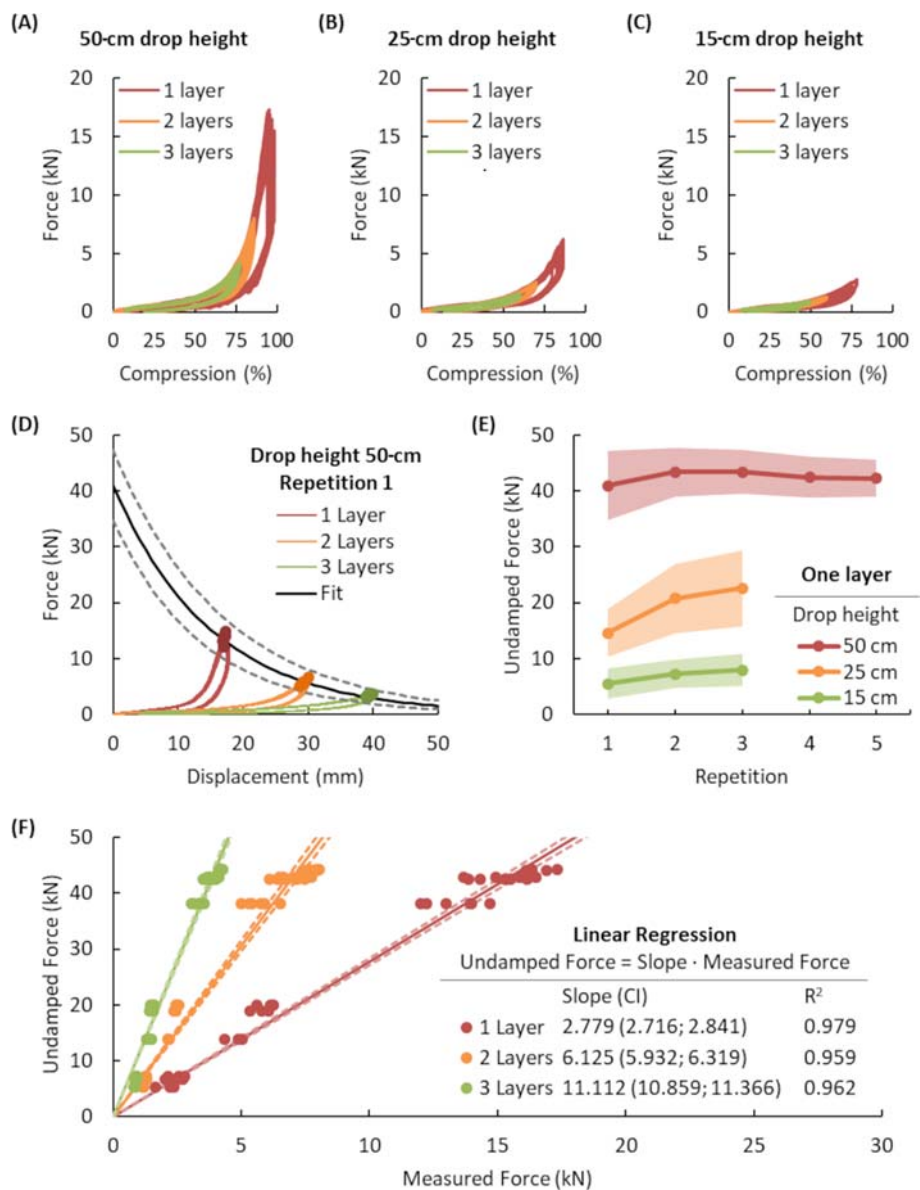 (A)
50-cm drop height
20
15
10
5
0
Force (kN)
1 layer
2 layers
3 layers
0 25 50 75 100
Compression (%)
(B)
25-cm drop height
20
15
10
5
0
Force (kN)
1 layer
2 layers
3 layers
0 25 50 75 100
Compression (%)
(C)
15-cm drop height
20
15
10
5
0
Force (kN)
1 layer
2 layers
3 layers
0 25 50 75 100
Compression (%)
(D)
50
40
30
20
10
0
Force (kN)
Drop height 50-cm
Repetition 1
1 Layer
2 Layers
3 Layers
Fit
0 10 20 30 40 50
Displacement (mm)
(E)
50
40
30
20
10
0
Undamped Force (kN)
One layer
Drop height
50 cm
25 cm
15 cm
1 2 3 4 5
Repetition
(F)
50
40
30
20
10
0
Undamped Force (kN)
Linear Regression
Undamped Force = Slope · Measured Force
Slope (CI) R²
1 Layer 2.779 (2.716; 2.841) 0.979
2 Layers 6.125 (5.932; 6.319) 0.959
3 Layers 11.112 (10.859; 11.366) 0.962
0 5 10 15 20 25 30
Measured Force (kN)